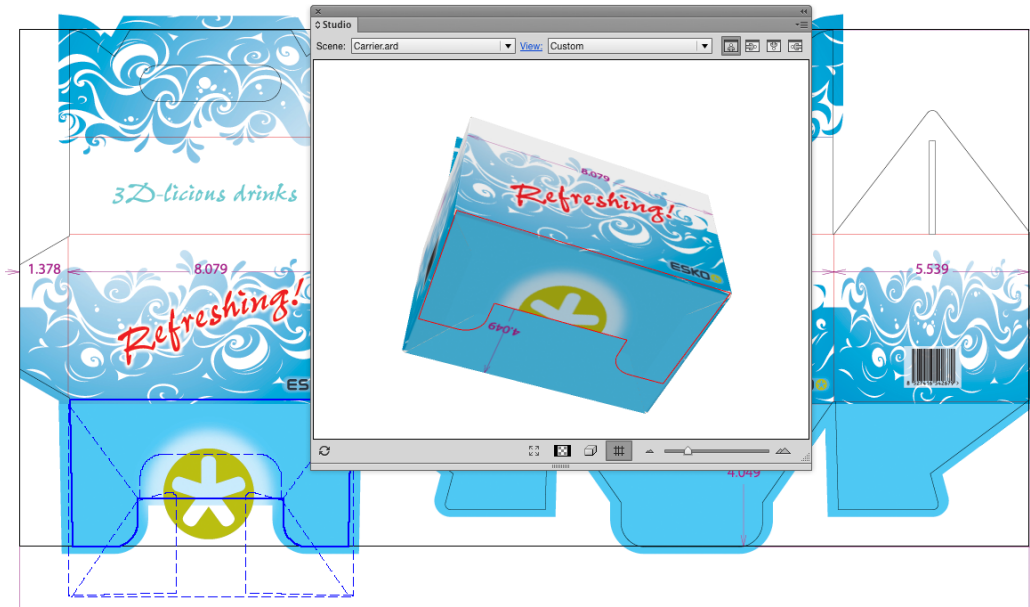 Studio
Scene: Carrier.ard View: Custom
8.079
Refreshing!
ESKO
4.049
3D-licious drinks
1.378 8.079 5.539
Refreshing!
ES
4.049